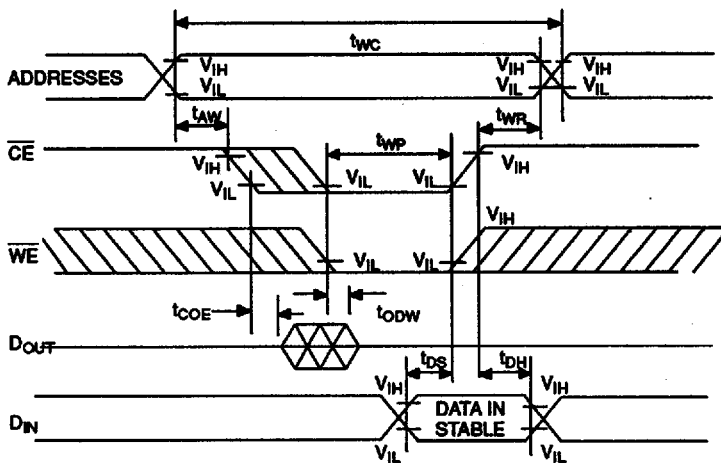 tWC
ADDRESSES VIH VIH VIH
VIL VIL VIL
tAW tWR
CE tWP
VIH VIH
VIL VIL VIL
VIH
WE
VIL VIL
tCOE tODW
DOUT
tDS tDH
VIH VIH
DIN DATA IN
STABLE
VIL VIL